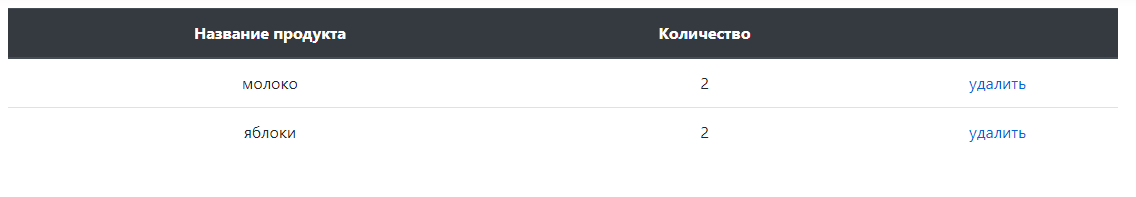 Название продукта Количество
молоко 2 удалить
яблоки 2 удалить